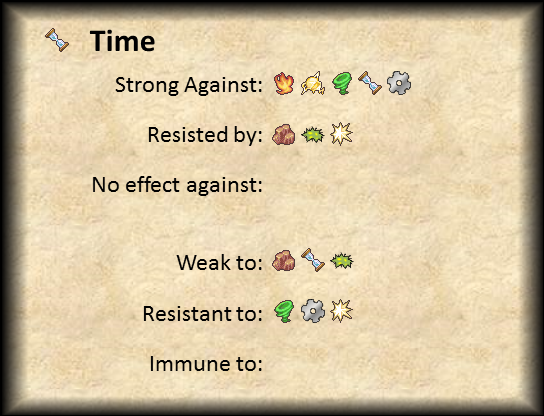 Time
Strong Against:
Resisted by:
No effect against:
Weak to:
Resistant to:
Immune to: